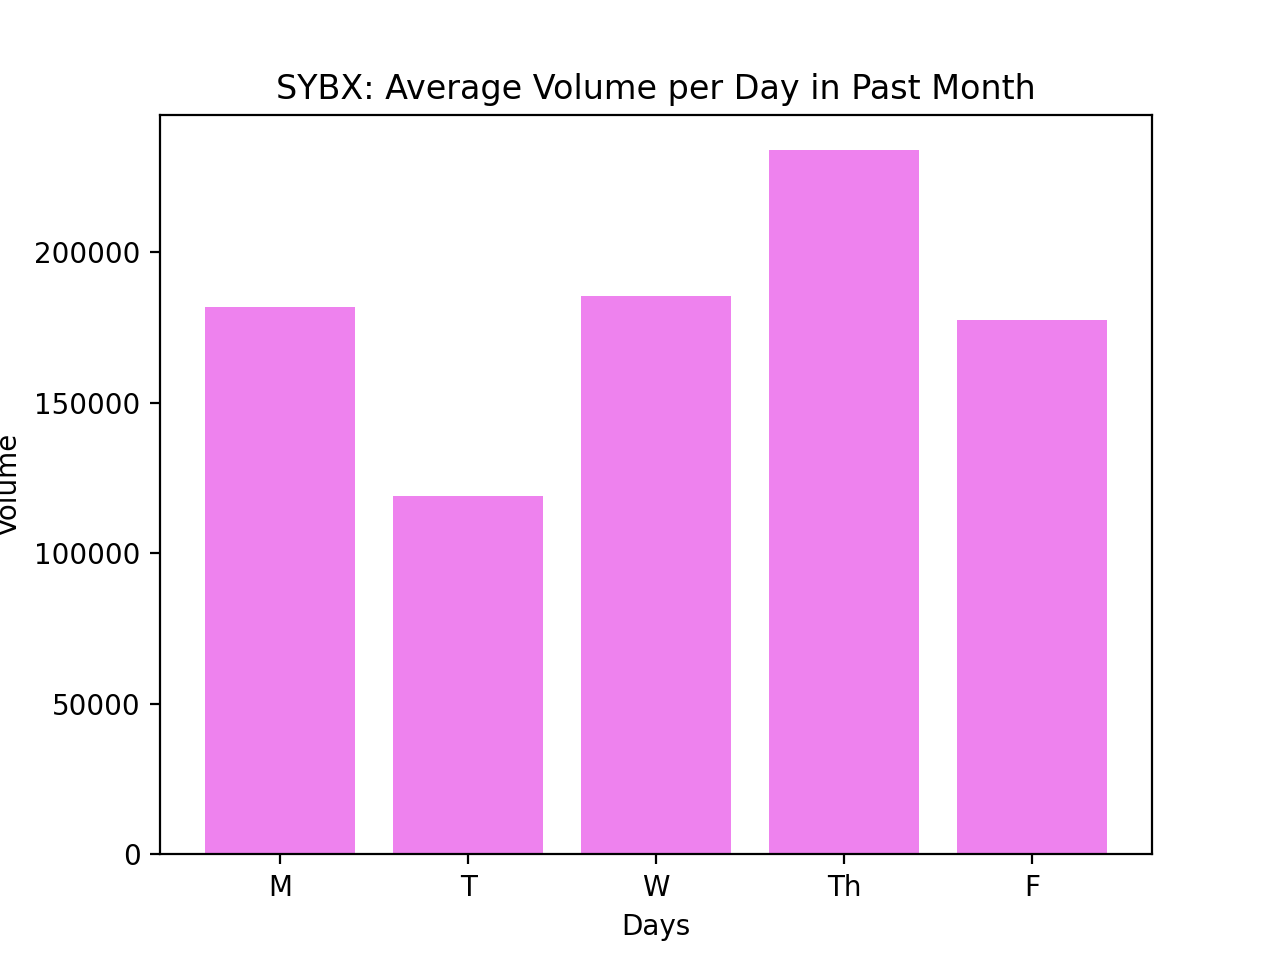 SYBX: Average Volume per Day in Past Month
Volume
200000
150000
100000
50000
0
M T W Th F
Days